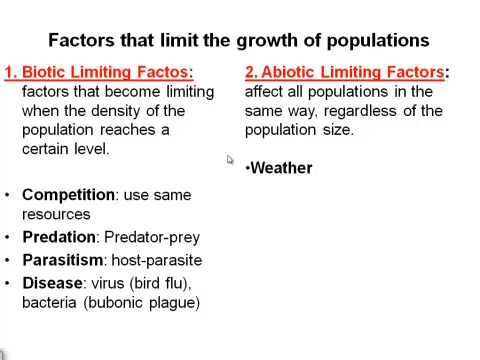 Factors that limit the growth of populations
1. Biotic Limiting Factos:
factors that become limiting
when the density of the
population reaches a
certain level.
• Competition: use same
resources
• Predation: Predator-prey
• Parasitism: host-parasite
• Disease: virus (bird flu),
bacteria (bubonic plague)
2. Abiotic Limiting Factors:
affect all populations in the
same way, regardless of the
population size.
•Weather